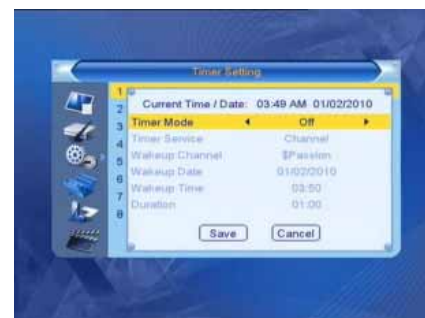 Timer Setting
1
2
3
4
5
6
7
8
Current Time / Date: 03:49 AM 01/02/2010
Timer Mode Off
Timer Service Channel
Wakeup Channel $Passion
Wakeup Date 01/02/2010
Wakeup Time 03:50
Duration 01:00
Save Cancel